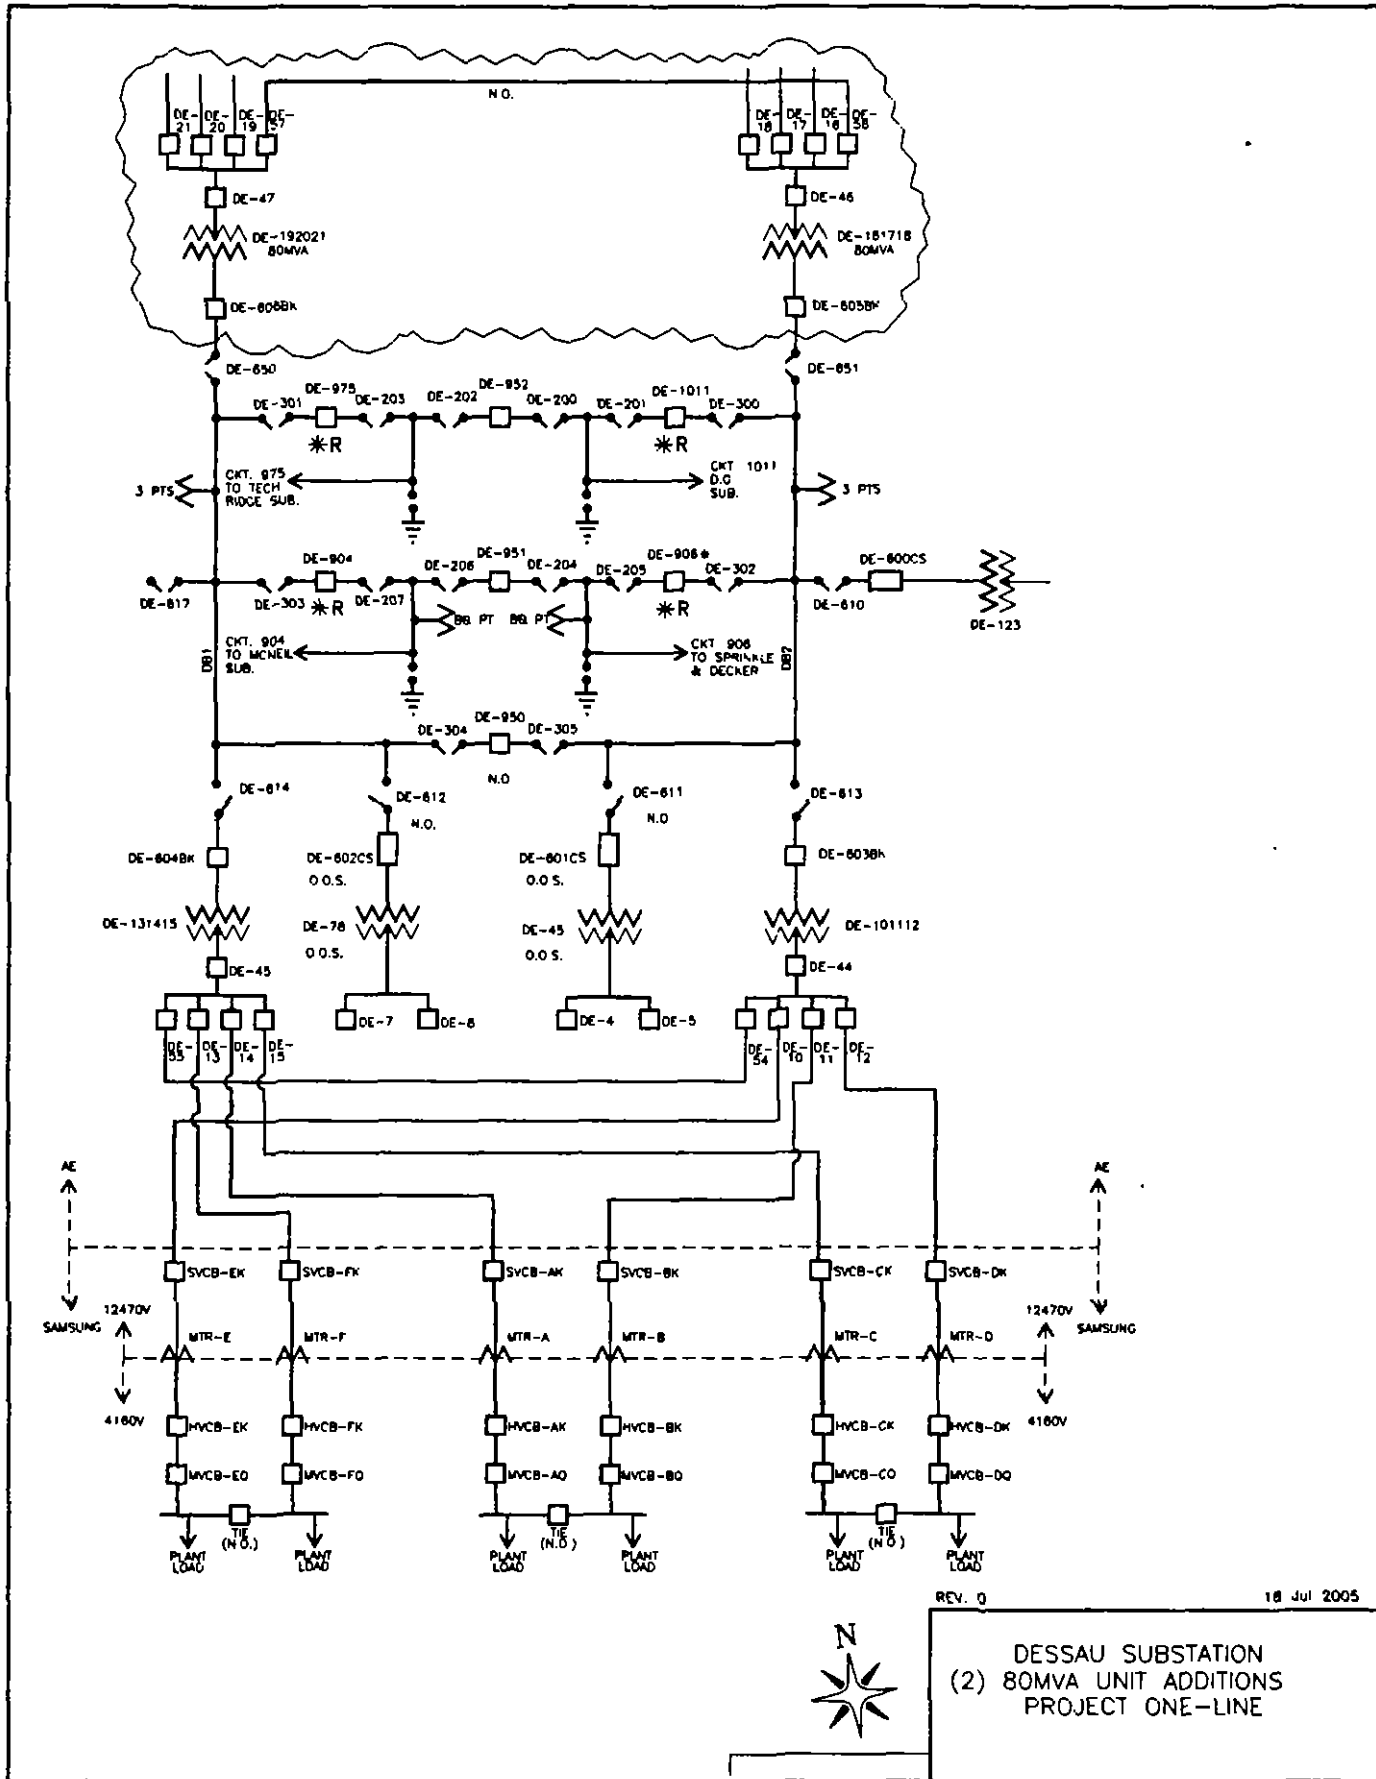 N.O.
DE-21
DE-20
DE-19
DE-57
DE-18
DE-17
DE-16
DE-58
DE-47
DE-46
DE-192021
80MVA
DE-181718
80MVA
DE-606BK
DE-605BK
DE-650
DE-651
DE-301
DE-975
DE-203
DE-202
DE-952
DE-200
DE-201
DE-1011
DE-300
*R
*R
3 PTS
CKT. 975
TO TECH
RIDGE SUB.
CKT 1011
D.G
SUB.
3 PTS
DE-617
DE-303
DE-904
DE-207
DE-206
DE-951
DE-204
DE-205
DE-906*
DE-302
DE-610
DE-600CS
DE-123
*R
*R
BΦ PT
BΦ PT
DB1
CKT. 904
TO MCNEIL
SUB.
CKT 906
TO SPRINKLE
& DECKER
DB2
DE-304
DE-950
DE-305
N.O
DE-614
DE-612
N.O.
DE-611
N.O
DE-613
DE-604BK
DE-602CS
O.O.S.
DE-601CS
O.O S.
DE-603BK
DE-131415
DE-78
O O.S.
DE-45
O.O S.
DE-101112
DE-45
DE-44
DE-7
DE-8
DE-4
DE-5
DE-55
DE-13
DE-14
DE-15
DE-54
DE-10
DE-11
DE-12
AE
AE
SVCB-EK
SVCB-FK
SVCB-AK
SVCB-BK
SVCB-CK
SVCB-DK
SAMSUNG
12470V
12470V
SAMSUNG
MTR-E
MTR-F
MTR-A
MTR-B
MTR-C
MTR-D
4160V
4160V
HVCB-EK
HVCB-FK
HVCB-AK
HVCB-BK
HVCB-CK
HVCB-DK
MVCB-EQ
MVCB-FQ
MVCB-AQ
MVCB-BQ
MVCB-CQ
MVCB-DQ
TIE
(N.O.)
TIE
(N.O )
TIE
(N O )
PLANT
LOAD
PLANT
LOAD
PLANT
LOAD
PLANT
LOAD
PLANT
LOAD
PLANT
LOAD
REV. 0
18 Jul 2005
N
DESSAU SUBSTATION
(2) 80MVA UNIT ADDITIONS
PROJECT ONE-LINE